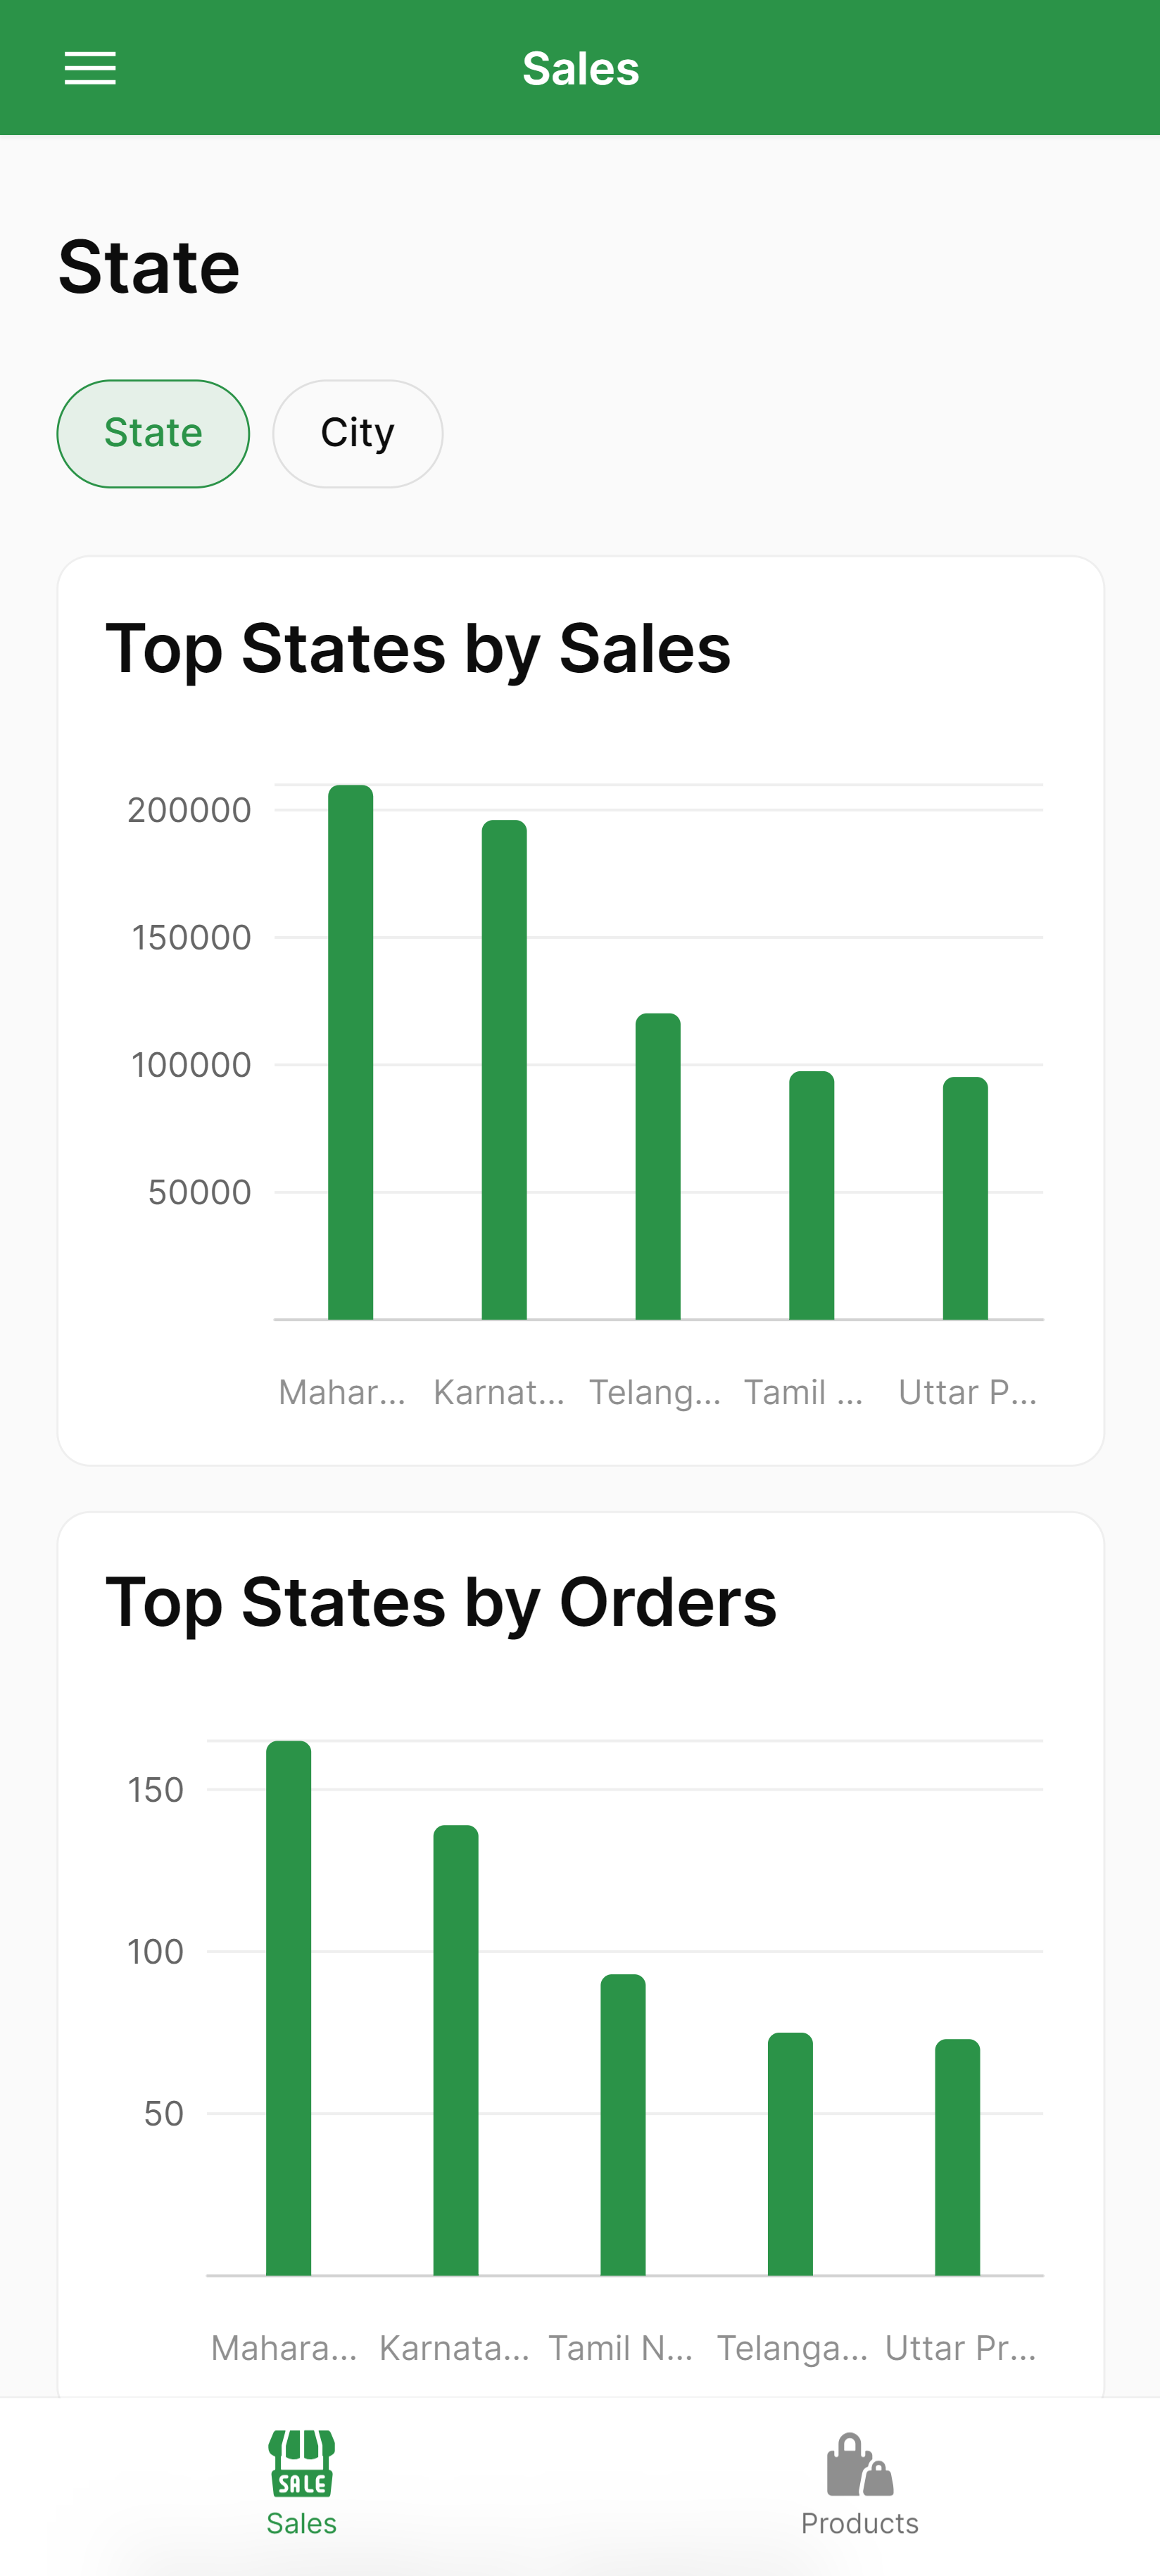 Sales
State
State City
Top States by Sales
200000
150000
100000
50000
Mahar... Karnat... Telang... Tamil ... Uttar P...
Top States by Orders
150
100
50
Mahara... Karnata... Tamil N... Telanga... Uttar Pr...
SALE
Sales Products